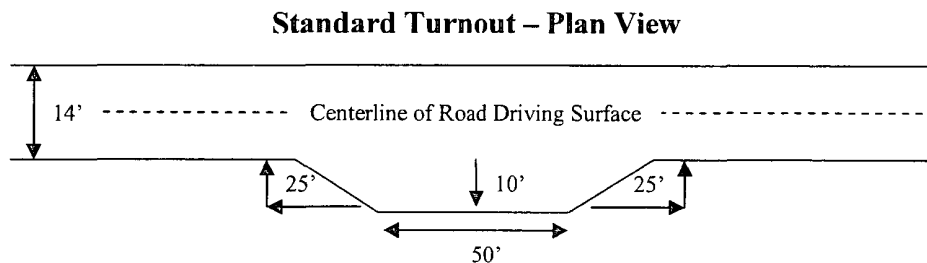 Standard Turnout – Plan View
14’
Centerline of Road Driving Surface
25’
10’
25’
50’